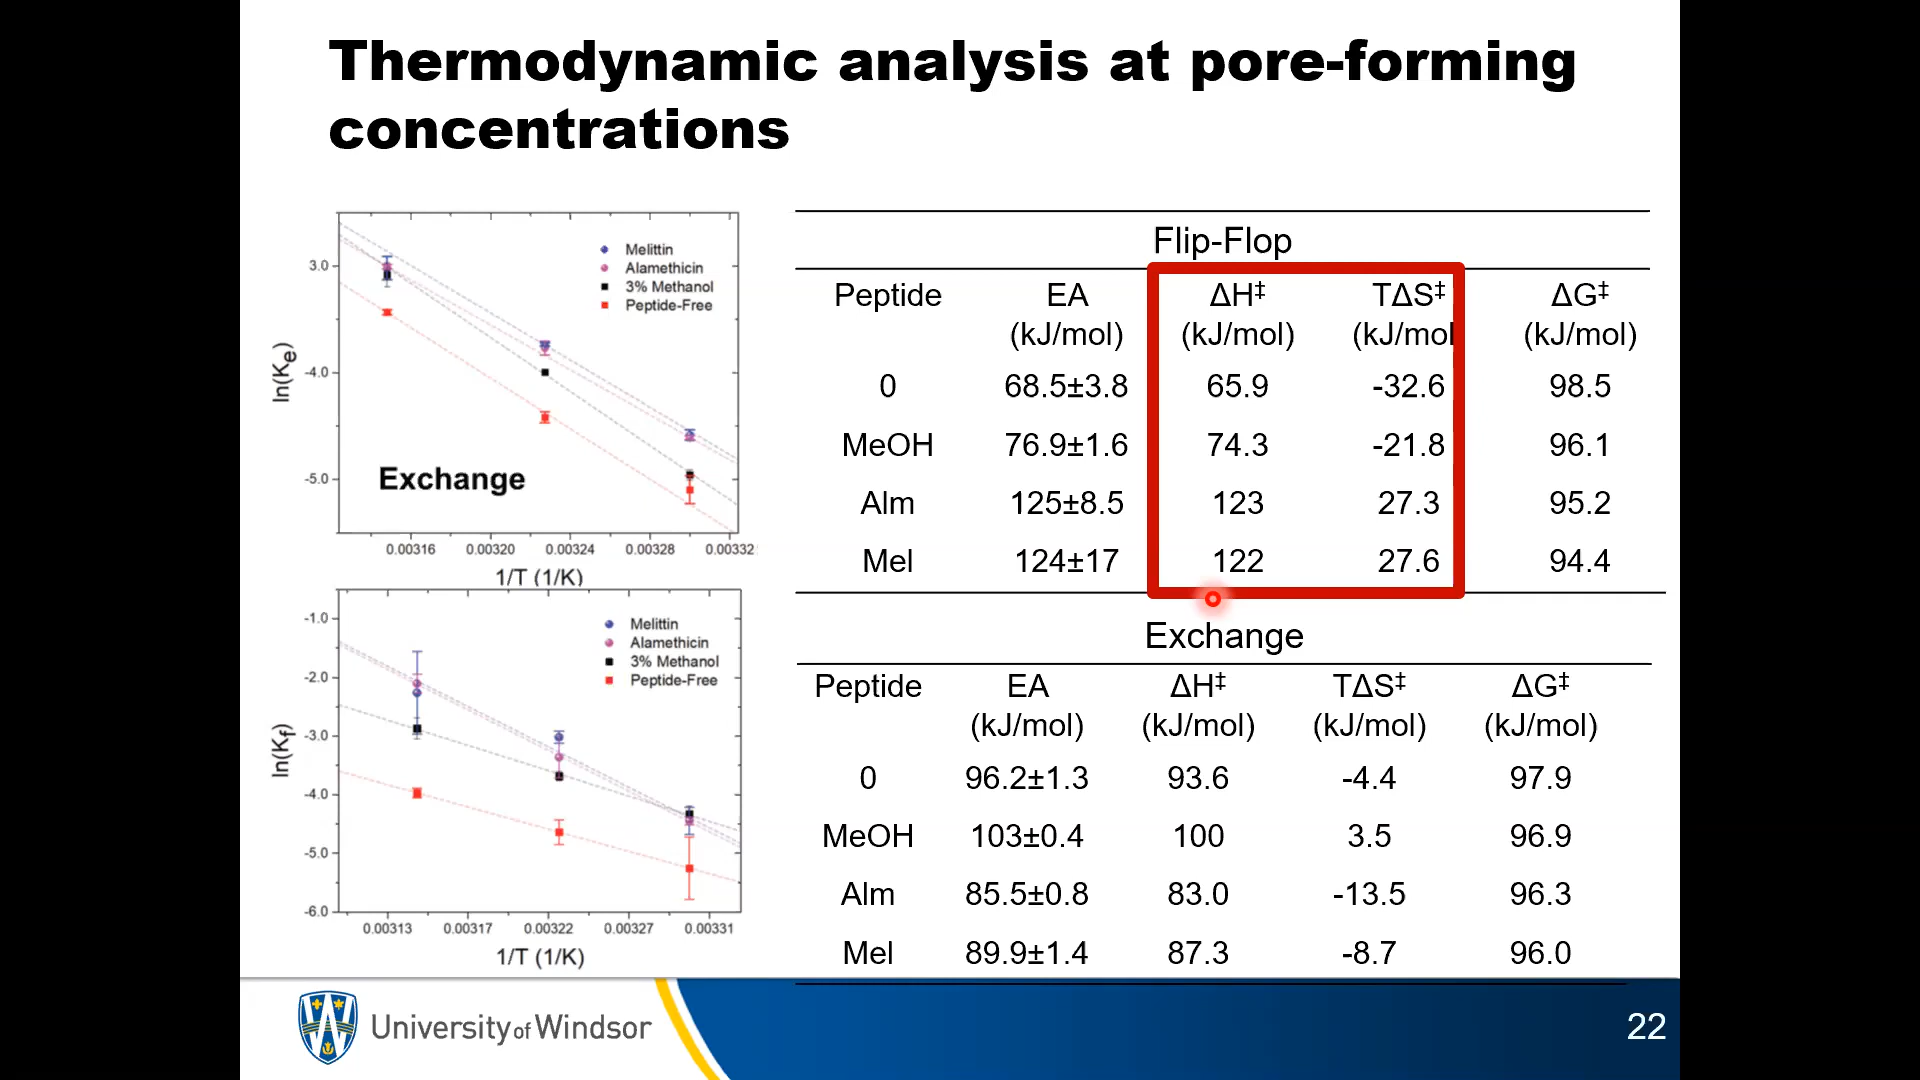 Thermodynamic analysis at pore-forming
concentrations
Melittin
Alamethicin
3% Methanol
Peptide-Free
3.0
-4.0
-5.0
ln(Ke)
Exchange
0.00316 0.00320 0.00324 0.00328 0.00332
1/T (1/K)
Melittin
Alamethicin
3% Methanol
Peptide-Free
-1.0
-2.0
-3.0
-4.0
-5.0
-6.0
ln(Kf)
0.00313 0.00317 0.00322 0.00327 0.00331
1/T (1/K)
Flip-Flop
Peptide EA ΔH‡ TΔS‡ ΔG‡
(kJ/mol) (kJ/mol) (kJ/mol (kJ/mol)
0 68.5±3.8 65.9 -32.6 98.5
MeOH 76.9±1.6 74.3 -21.8 96.1
Alm 125±8.5 123 27.3 95.2
Mel 124±17 122 27.6 94.4
Exchange
Peptide EA ΔH‡ TΔS‡ ΔG‡
(kJ/mol) (kJ/mol) (kJ/mol) (kJ/mol)
0 96.2±1.3 93.6 -4.4 97.9
MeOH 103±0.4 100 3.5 96.9
Alm 85.5±0.8 83.0 -13.5 96.3
Mel 89.9±1.4 87.3 -8.7 96.0
University of Windsor
22